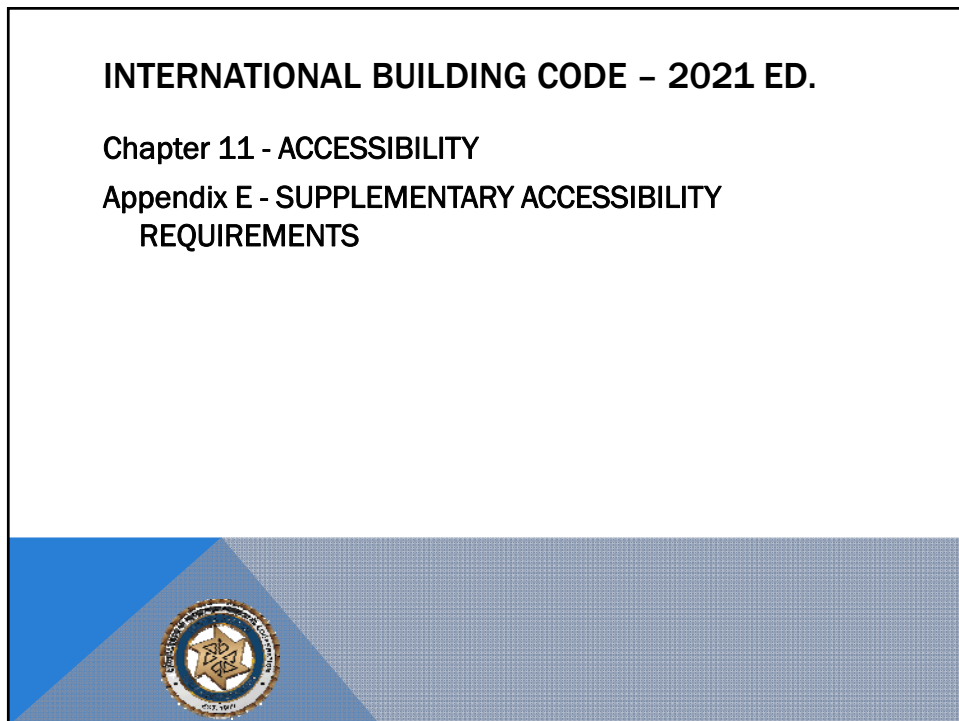 INTERNATIONAL BUILDING CODE – 2021 ED.
Chapter 11 - ACCESSIBILITY
Appendix E - SUPPLEMENTARY ACCESSIBILITY
REQUIREMENTS